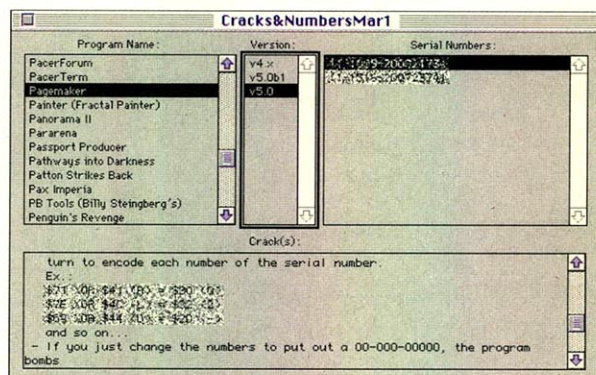 Cracks&NumbersMar1
Program Name: Version: Serial Numbers:
PacerForum
PacerTerm
Pagemaker
Painter (Fractal Painter)
Panorama II
Pararena
Passport Producer
Pathways into Darkness
Patton Strikes Back
Pax Imperia
PB Tools (Billy Steingberg's)
Penguin's Revenge
v4.x
v5.0b1
v5.0
Crack(s):
turn to encode each number of the serial number.
Ex.:
and so on...
- If you just change the numbers to put out a 00-000-00000, the program
bombs